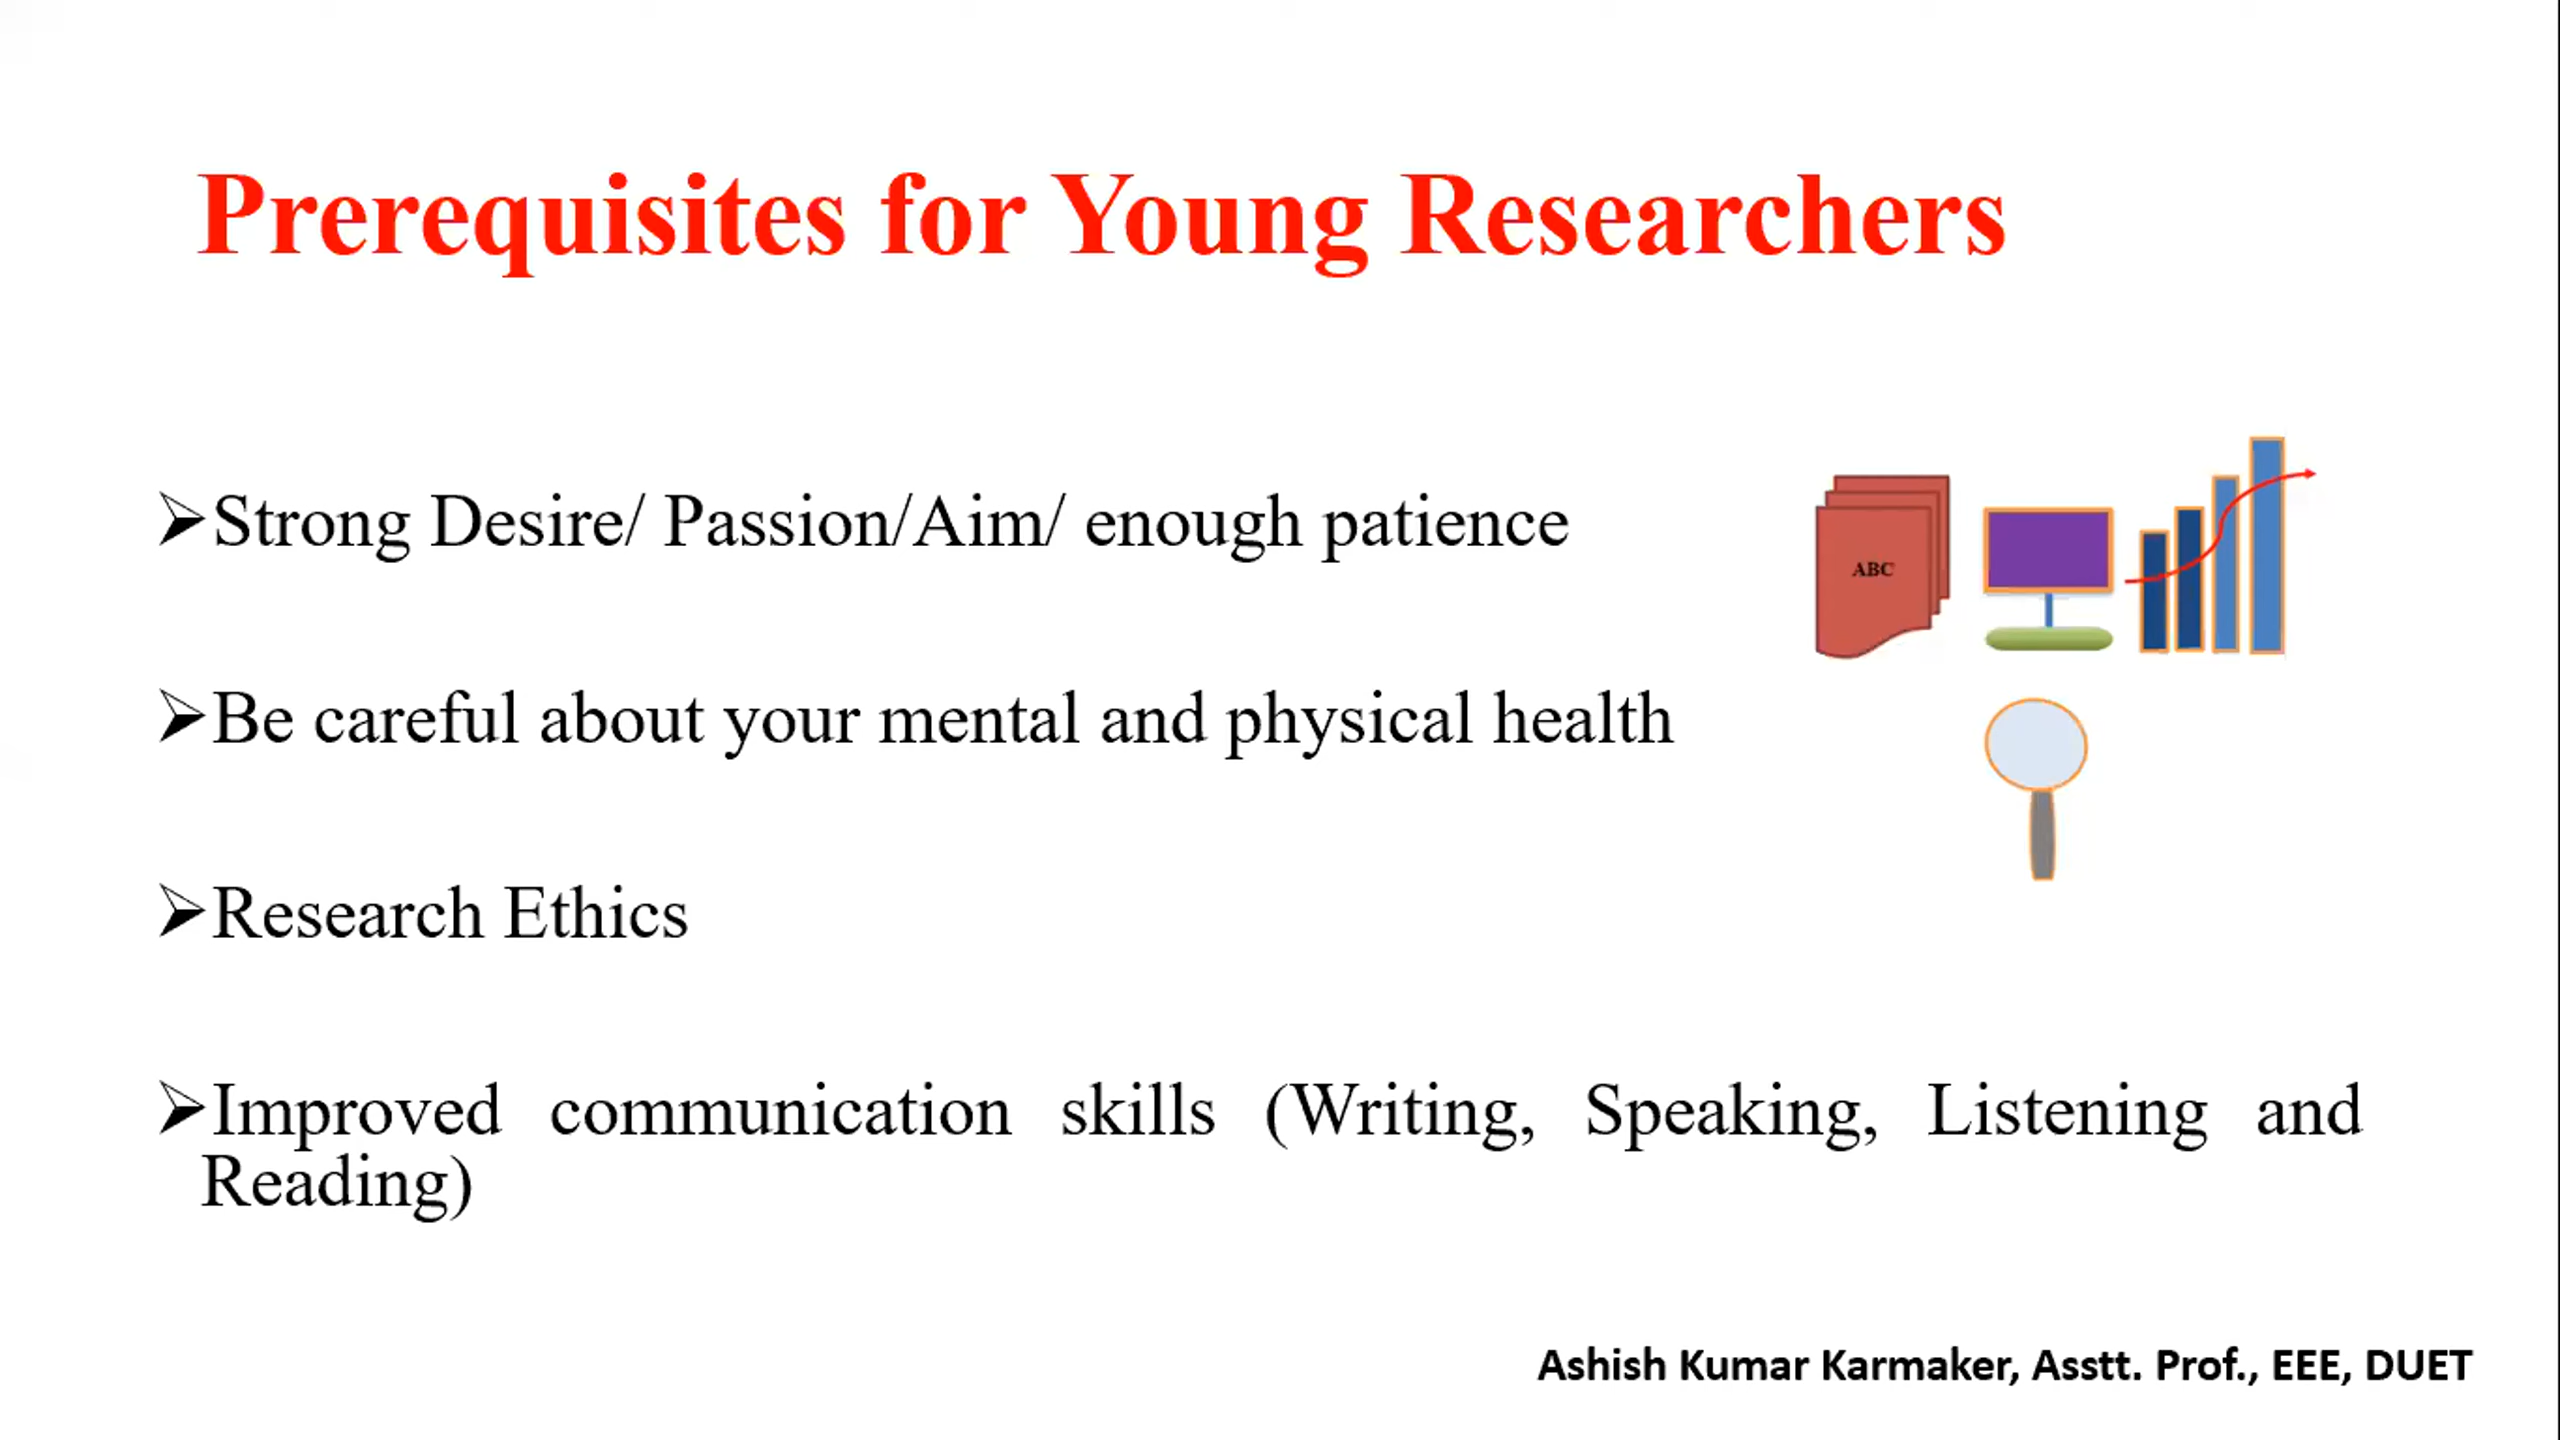 Prerequisites for Young Researchers
➢Strong Desire/ Passion/Aim/ enough patience
ABC
➢Be careful about your mental and physical health
➢Research Ethics
➢Improved communication skills (Writing, Speaking, Listening and
Reading)
Ashish Kumar Karmaker, Asstt. Prof., EEE, DUET